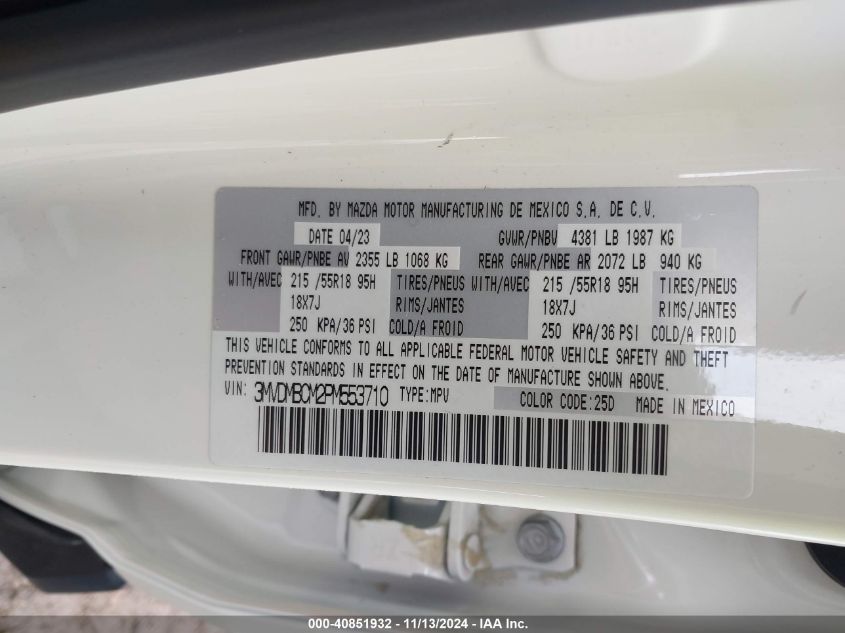 MFD. BY MAZDA MOTOR MANUFACTURING DE MEXICO S.A. DE C.V.
DATE 04/23 GVWR/PNBV 4381 LB 1987 KG
FRONT GAWR/PNBE AV 2355 LB 1068 KG REAR GAWR/PNBE AR 2072 LB 940 KG
WITH/AVEC 215 /55R18 95H TIRES/PNEUS WITH/AVEC 215 /55R18 95H TIRES/PNEUS
18X7J RIMS/JANTES 18X7J RIMS/JANTES
250 KPA/36 PSI COLD/A FROID 250 KPA/36 PSI COLD/A FROID
THIS VEHICLE CONFORMS TO ALL APPLICABLE FEDERAL MOTOR VEHICLE SAFETY AND THEFT
PREVENTION STANDARDS IN EFFECT ON THE DATE OF MANUFACTURE SHOWN ABOVE.
VIN: 3MVDMBCM2PM553710 TYPE:MPV COLOR CODE:25D MADE IN MEXICO
000-40851932 - 11/13/2024 - IAA Inc.